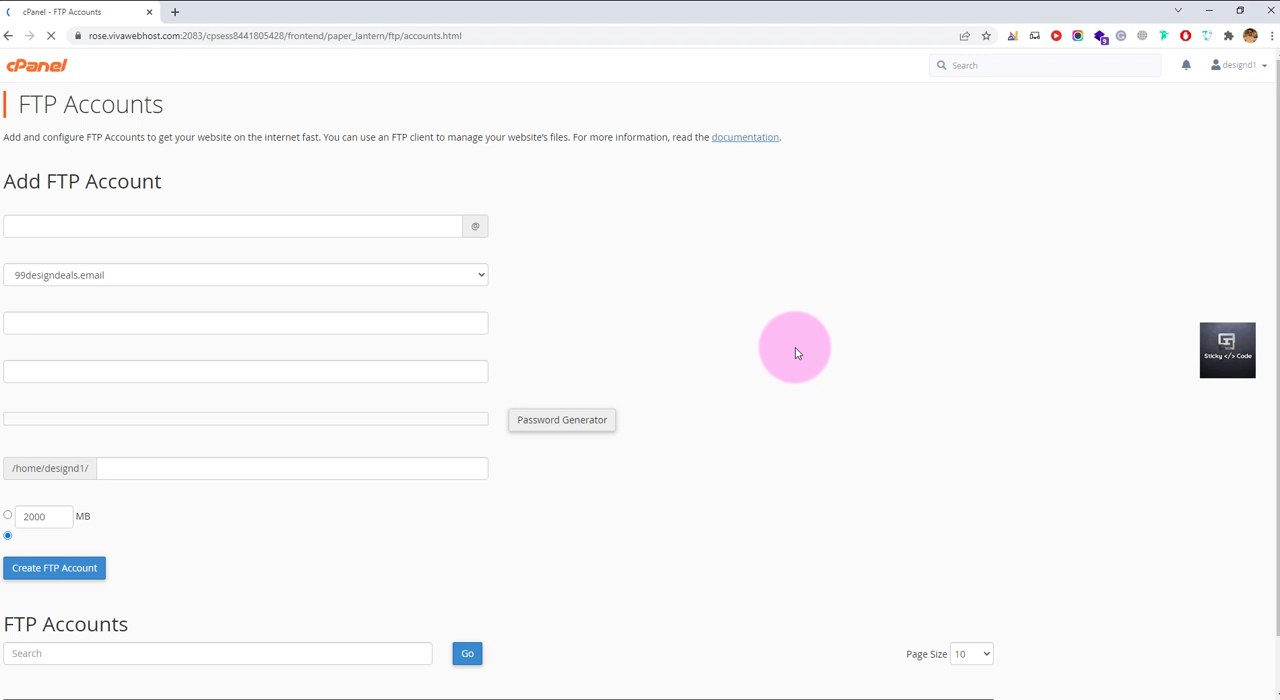 cPanel - FTP Accounts
rose.vivawebhost.com:2083/cpsess8441805428/frontend/paper_lantern/ftp/accounts.html
9
cPanel
Search
designd1
FTP Accounts
Add and configure FTP Accounts to get your website on the internet fast. You can use an FTP client to manage your website's files. For more information, read the documentation.
Add FTP Account
@
99designdeals.email
Sticky </> Code
Password Generator
/home/designd1/
2000 MB
Create FTP Account
FTP Accounts
Search Go Page Size 10